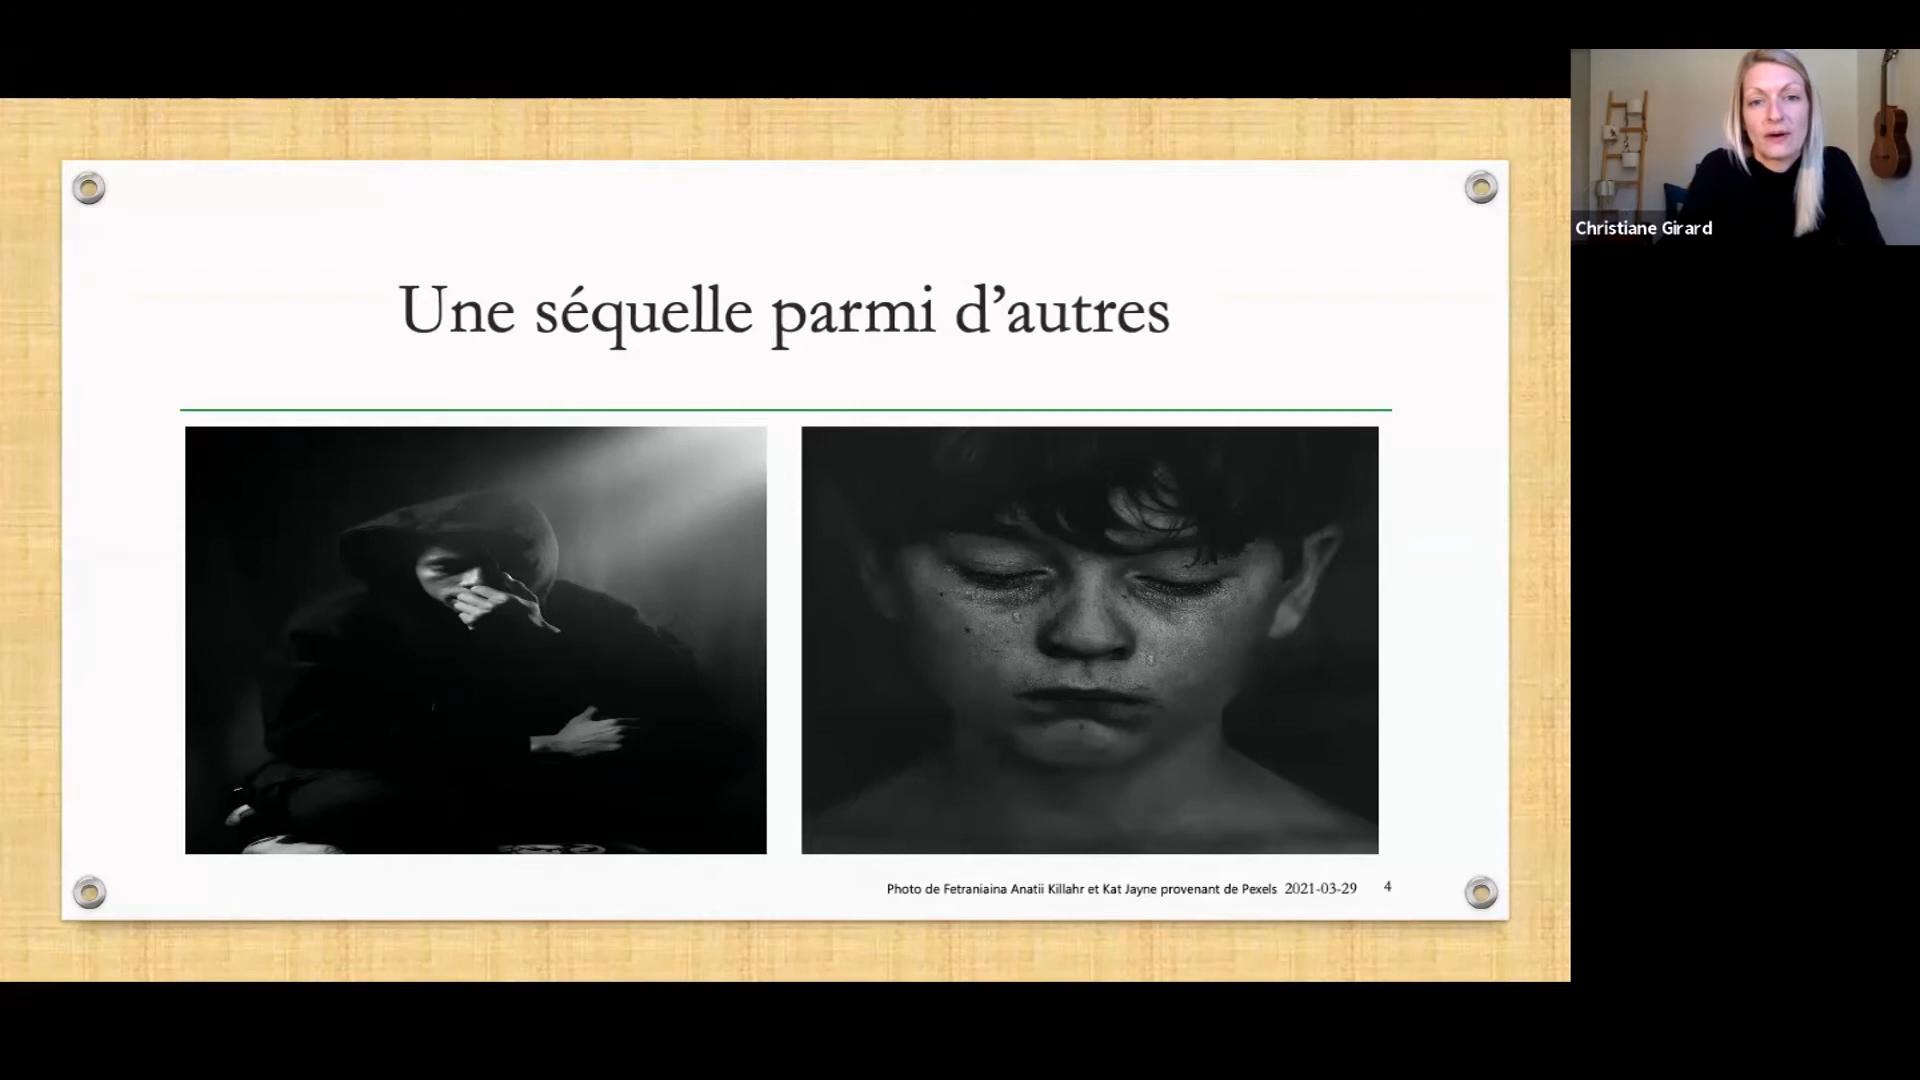 Christiane Girard
Une séquelle parmi d’autres
Photo de Fetraniaina Anatii Killahr et Kat Jayne provenant de Pexels 2021-03-29 4